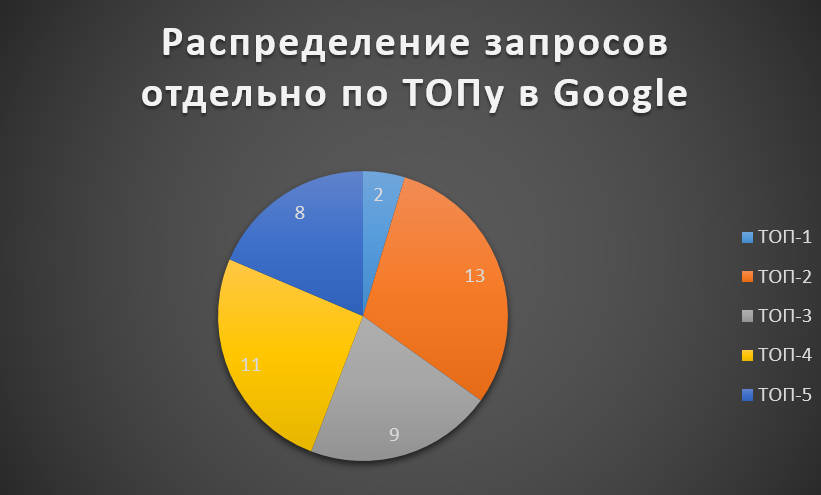 Распределение запросов
отдельно по ТОПу в Google
2
13
9
11
8
ТОП-1
ТОП-2
ТОП-3
ТОП-4
ТОП-5